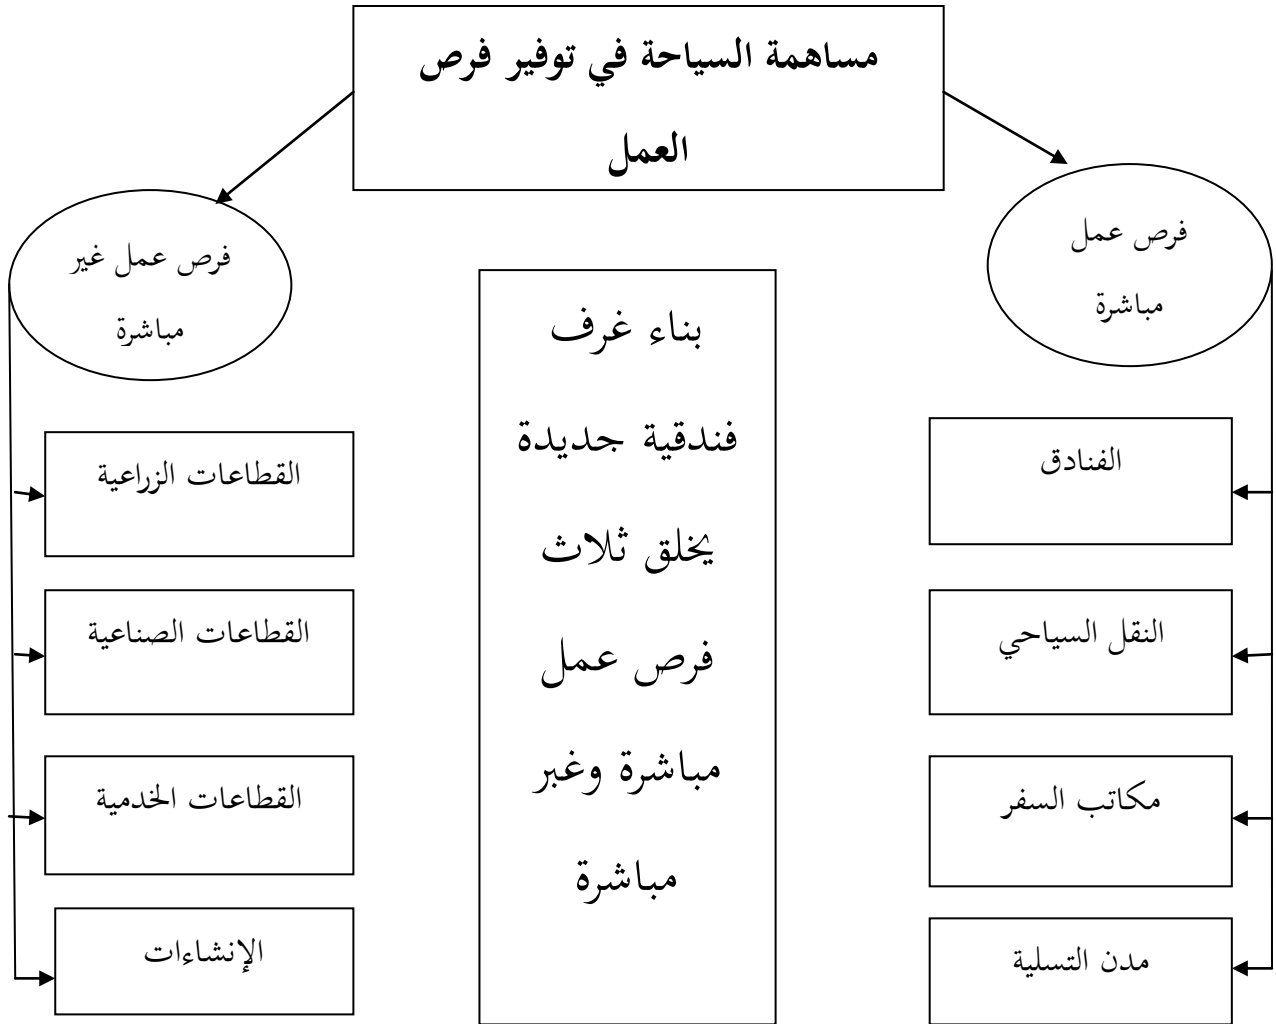 مساهمة السياحة في توفير فرص
العمل
فرص عمل
مباشرة
فرص عمل غير
مباشرة
بناء غرف
فندقية جديدة
يخلق ثلاث
فرص عمل
مباشرة وغبر
مباشرة
الفنادق
النقل السياحي
مكاتب السفر
مدن التسلية
القطاعات الزراعية
القطاعات الصناعية
القطاعات الخدمية
الإنشاءات